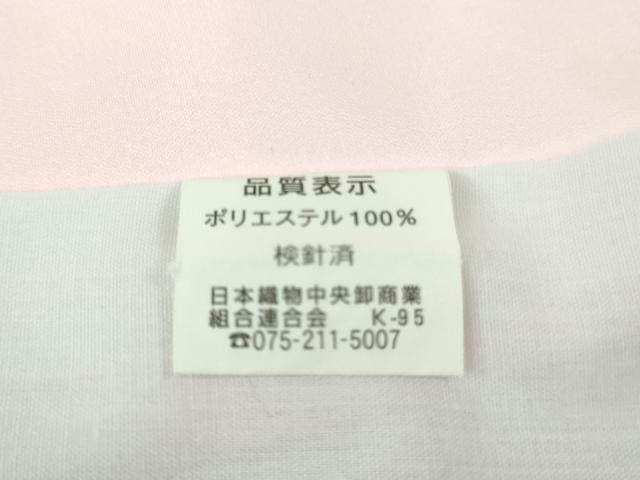 品質表示
ポリエステル100%
検針済
日本織物中央卸商業
組合連合会 K-95
☎075-211-5007